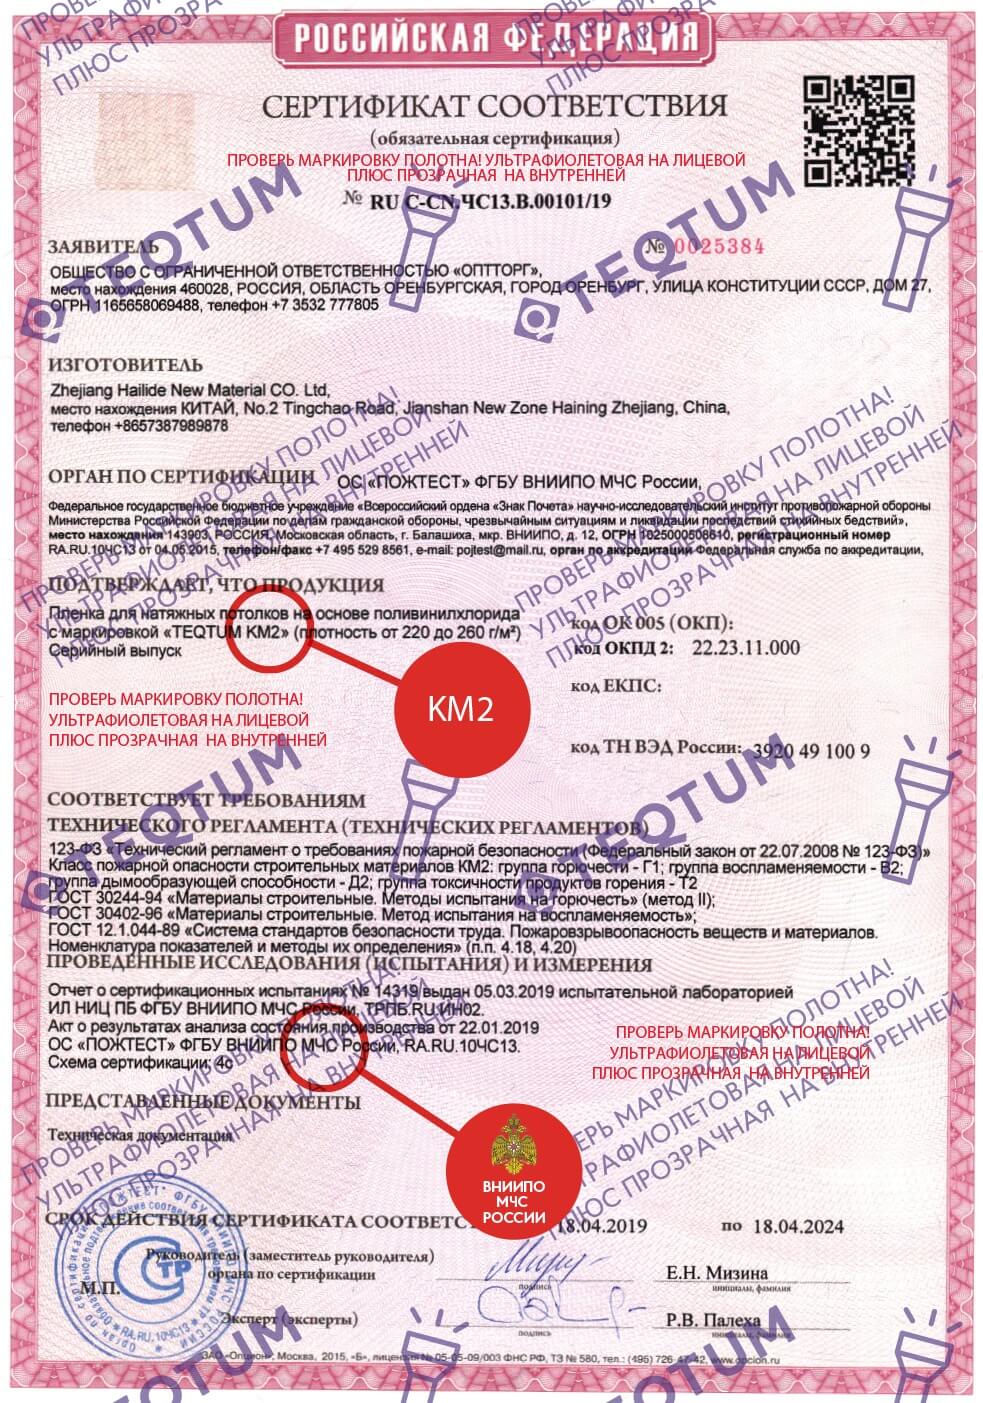 РОССИЙСКАЯ ФЕДЕРАЦИЯ
СЕРТИФИКАТ СООТВЕТСТВИЯ
(обязательная сертификация)
ПРОВЕРЬ МАРКИРОВКУ ПОЛОТНА! УЛЬТРАФИОЛЕТОВАЯ НА ЛИЦЕВОЙ
ПЛЮС ПРОЗРАЧНАЯ НА ВНУТРЕННЕЙ
№ RU C-CN.ЧС13.В.00101/19
ЗАЯВИТЕЛЬ
№ 0025384
ОБЩЕСТВО С ОГРАНИЧЕННОЙ ОТВЕТСТВЕННОСТЬЮ «ОПТТОРГ»,
место нахождения 460028, РОССИЯ, ОБЛАСТЬ ОРЕНБУРГСКАЯ, ГОРОД ОРЕНБУРГ, УЛИЦА КОНСТИТУЦИИ СССР, ДОМ 27,
ОГРН 1165658069488, телефон +7 3532 777805
TEQTUM
TEQTUM
ИЗГОТОВИТЕЛЬ
Zhejiang Hailide New Material CO. Ltd,
место нахождения КИТАЙ, No.2 Tingchao Road, Jianshan New Zone Haining Zhejiang, China,
телефон +8657387989878
ОРГАН ПО СЕРТИФИКАЦИИ ОС «ПОЖТЕСТ» ФГБУ ВНИИПО МЧС России,
Федеральное государственное бюджетное учреждение «Всероссийский ордена «Знак Почета» научно-исследовательский институт противопожарной обороны
Министерства Российской Федерации по делам гражданской обороны, чрезвычайным ситуациям и ликвидации последствий стихийных бедствий»,
место нахождения 143903, РОССИЯ, Московская область, г. Балашиха, мкр. ВНИИПО, д. 12, ОГРН 1025000508610, регистрационный номер
RA.RU.10ЧС13 от 04.05.2015, телефон/факс +7 495 529 8561, e-mail: pojtest@mail.ru, орган по аккредитации Федеральная служба по аккредитации,
ПРОВЕРЬ МАРКИРОВКУ ПОЛОТНА!
УЛЬТРАФИОЛЕТОВАЯ НА ЛИЦЕВОЙ
ПЛЮС ПРОЗРАЧНАЯ НА ВНУТРЕННЕЙ
ПРОВЕРЬ МАРКИРОВКУ ПОЛОТНА!
УЛЬТРАФИОЛЕТОВАЯ НА ЛИЦЕВОЙ
ПЛЮС ПРОЗРАЧНАЯ НА ВНУТРЕННЕЙ
ПОДТВЕРЖДАЕТ, ЧТО ПРОДУКЦИЯ
Пленка для натяжных потолков на основе поливинилхлорида
с маркировкой «TEQTUM КМ2» (плотность от 220 до 260 г/м²)
Серийный выпуск
код ОК 005 (ОКП):
код ОКПД 2: 22.23.11.000
код ЕКПС:
код ТН ВЭД России: 3920 49 100 9
КМ2
ПРОВЕРЬ МАРКИРОВКУ ПОЛОТНА!
УЛЬТРАФИОЛЕТОВАЯ НА ЛИЦЕВОЙ
ПЛЮС ПРОЗРАЧНАЯ НА ВНУТРЕННЕЙ
TEQTUM
TEQTUM
СООТВЕТСТВУЕТ ТРЕБОВАНИЯМ
ТЕХНИЧЕСКОГО РЕГЛАМЕНТА (ТЕХНИЧЕСКИХ РЕГЛАМЕНТОВ)
123-ФЗ «Технический регламент о требованиях пожарной безопасности (Федеральный закон от 22.07.2008 № 123-ФЗ)»
Класс пожарной опасности строительных материалов КМ2: группа горючести - Г1; группа воспламеняемости - В2;
группа дымообразующей способности - Д2; группа токсичности продуктов горения - Т2
ГОСТ 30244-94 «Материалы строительные. Методы испытания на горючесть» (метод II);
ГОСТ 30402-96 «Материалы строительные. Метод испытания на воспламеняемость»;
ГОСТ 12.1.044-89 «Система стандартов безопасности труда. Пожаровзрывоопасность веществ и материалов.
Номенклатура показателей и методы их определения» (п.п. 4.18, 4.20)
ПРОВЕДЕННЫЕ ИССЛЕДОВАНИЯ (ИСПЫТАНИЯ) И ИЗМЕРЕНИЯ
Отчет о сертификационных испытаниях № 14319 выдан 05.03.2019 испытательной лабораторией
ИЛ НИЦ ПБ ФГБУ ВНИИПО МЧС России, ТРПБ.RU.ИН02.
Акт о результатах анализа состояния производства от 22.01.2019
ОС «ПОЖТЕСТ» ФГБУ ВНИИПО МЧС России, RA.RU.10ЧС13.
Схема сертификации: 4с
ПРОВЕРЬ МАРКИРОВКУ ПОЛОТНА!
УЛЬТРАФИОЛЕТОВАЯ НА ЛИЦЕВОЙ
ПЛЮС ПРОЗРАЧНАЯ НА ВНУТРЕННЕЙ
ПРЕДСТАВЛЕННЫЕ ДОКУМЕНТЫ
Техническая документация
ВНИИПО
МЧС
РОССИИ
СРОК ДЕЙСТВИЯ СЕРТИФИКАТА СООТВЕТС 18.04.2019 по 18.04.2024
Руководитель (заместитель руководителя)
органа по сертификации
подпись
Е.Н. Мизина
инициалы, фамилия
М.П.
Эксперт (эксперты)
подпись
Р.В. Палеха
инициалы, фамилия
ЗАО «Опцион», Москва, 2015, «Б», лицензия № 05-05-09/003 ФНС РФ, ТЗ № 580, тел.: (495) 726-47-42, www.opcion.ru
TEQTUM
TEQTUM